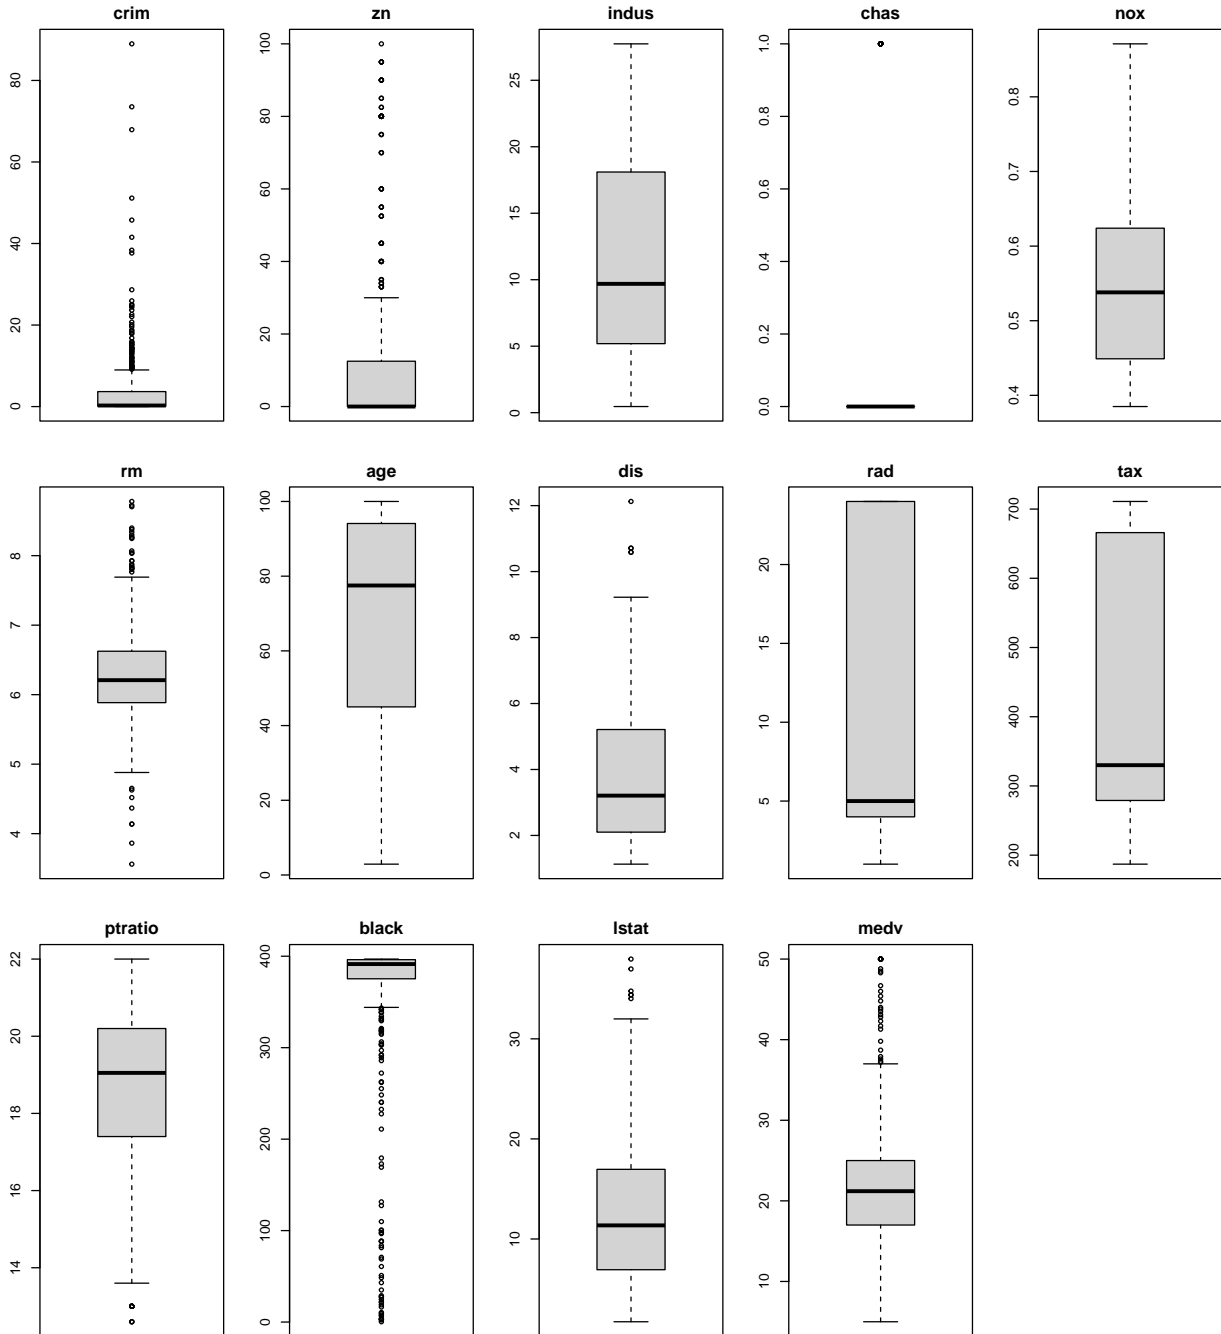 crim zn indus chas nox
0 20 40 60 80
0 20 40 60 80 100
0 5 10 15 20 25
0.0 0.2 0.4 0.6 0.8 1.0
0.4 0.5 0.6 0.7 0.8
rm age dis rad tax
4 5 6 7 8
0 20 40 60 80 100
2 4 6 8 10 12
5 10 15 20
200 300 400 500 600 700
ptratio black lstat medv
14 16 18 20 22
0 100 200 300 400
10 20 30
10 20 30 40 50